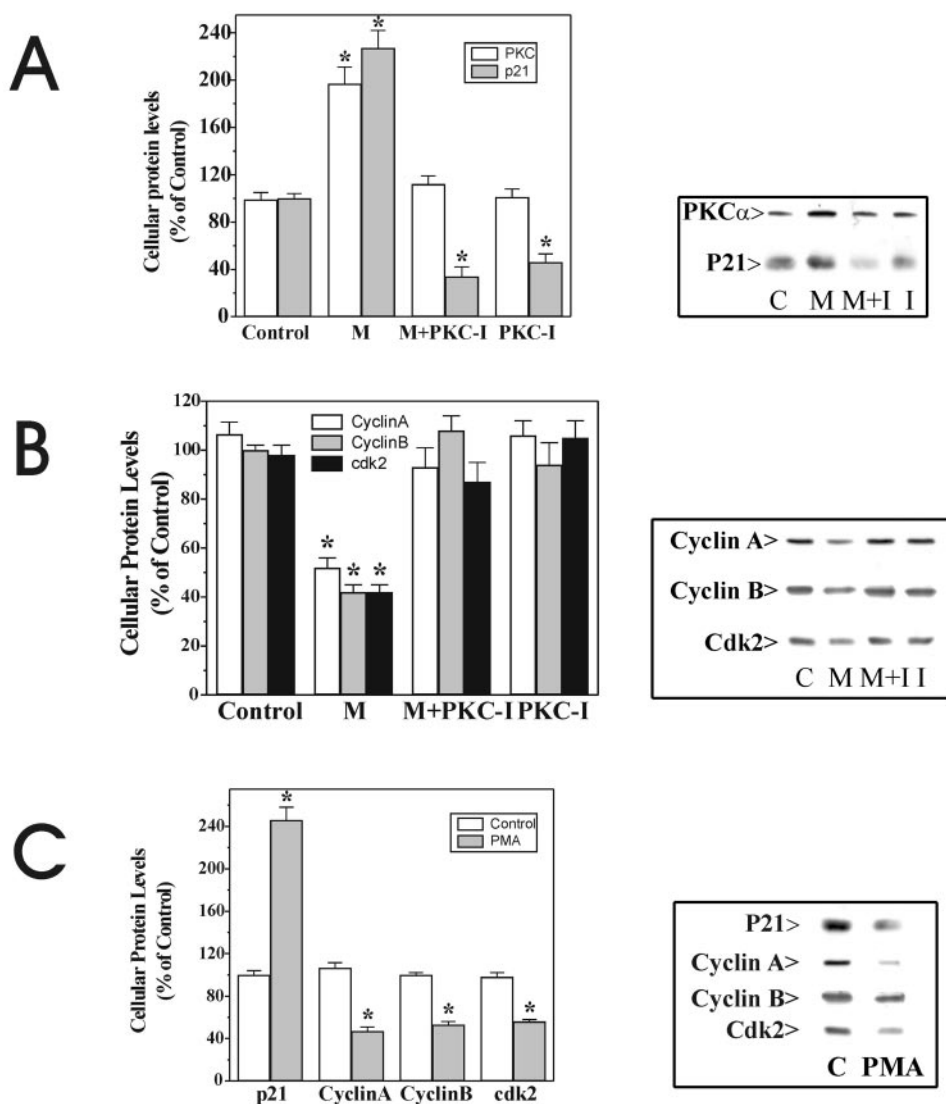 A
Cellular protein levels
(% of Control)
240
200
160
120
80
40
0
PKC
p21
*
*
*
*
Control M M+PKC-I PKC-I
PKCα>
P21>
C M M+I I
B
Cellular Protein Levels
(% of Control)
120
100
80
60
40
20
0
CyclinA
CyclinB
cdk2
* * *
Control M M+PKC-I PKC-I
Cyclin A>
Cyclin B>
Cdk2>
C M M+I I
C
Cellular Protein Levels
(% of Control)
240
200
160
120
80
40
0
Control
PMA
*
* * *
p21 CyclinA CyclinB cdk2
P21>
Cyclin A>
Cyclin B>
Cdk2>
C PMA